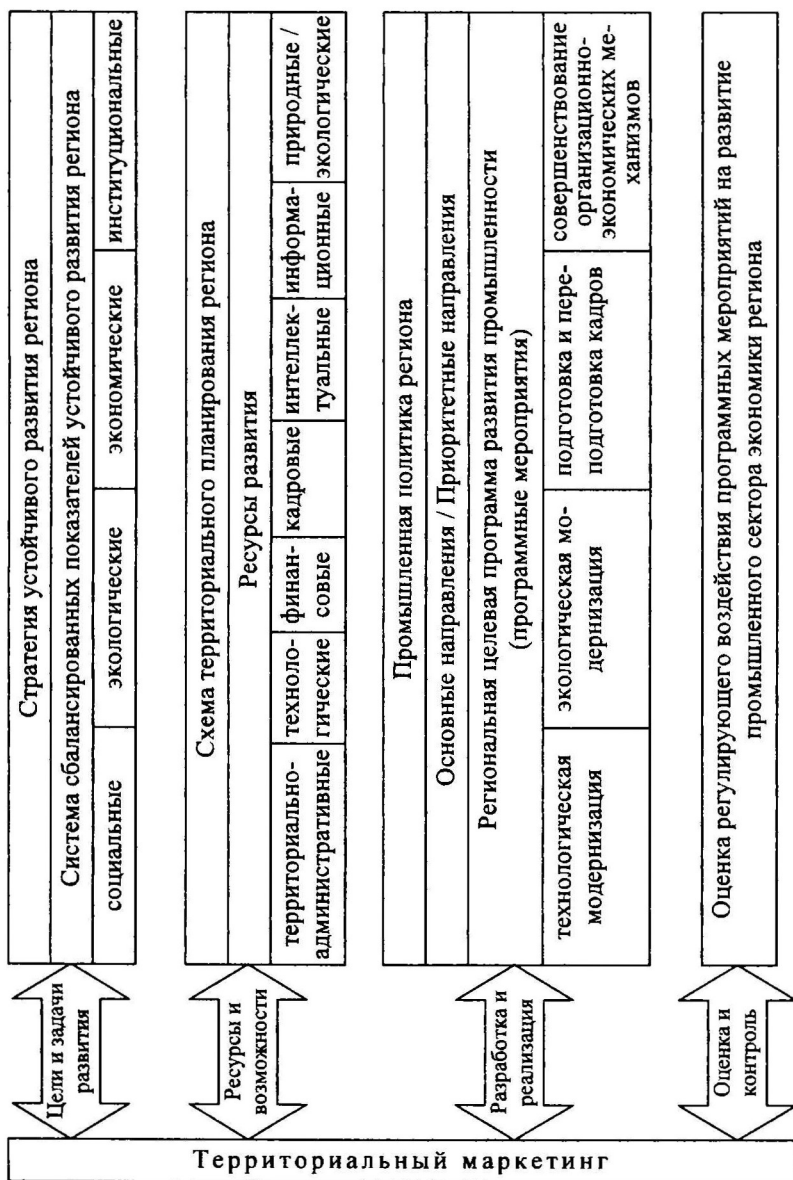 Территориальный маркетинг
Цели и задачи
развития
Стратегия устойчивого развития региона
Система сбалансированных показателей устойчивого развития региона
социальные
экологические
экономические
институциональные
Ресурсы и
возможности
Схема территориального планирования региона
Ресурсы развития
территориально-
административные
техноло-
гические
финан-
совые
кадровые
интеллек-
туальные
информа-
ционные
природные /
экологические
Разработка и
реализация
Промышленная политика региона
Основные направления / Приоритетные направления
Региональная целевая программа развития промышленности
(программные мероприятия)
технологическая
модернизация
экологическая мо-
дернизация
подготовка и пере-
подготовка кадров
совершенствование
организационно-
экономических ме-
ханизмов
Оценка и
контроль
Оценка регулирующего воздействия программных мероприятий на развитие
промышленного сектора экономики региона